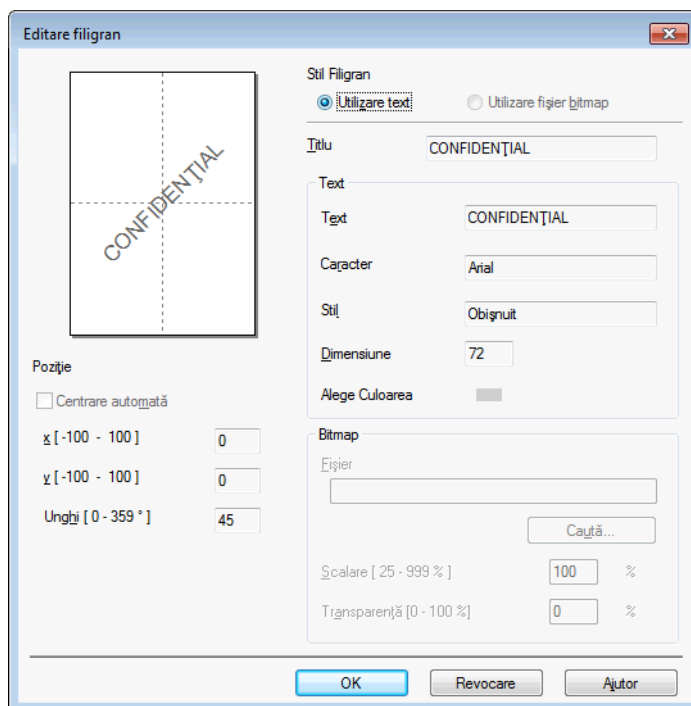 Editare filigran
CONFIDENŢIAL
Poziţie
Centrare automată
x [ -100 - 100 ] 0
y [ -100 - 100 ] 0
Unghi [ 0 - 359 ° ] 45
Stil Filigran
Utilizare text Utilizare fişier bitmap
Titlu CONFIDENŢIAL
Text
Text CONFIDENŢIAL
Caracter Arial
Stil Obişnuit
Dimensiune 72
Alege Culoarea
Bitmap
Fişier
Caută...
Scalare [ 25 - 999 % ] 100 %
Transparenţă [0 - 100 %] 0 %
OK Revocare Ajutor